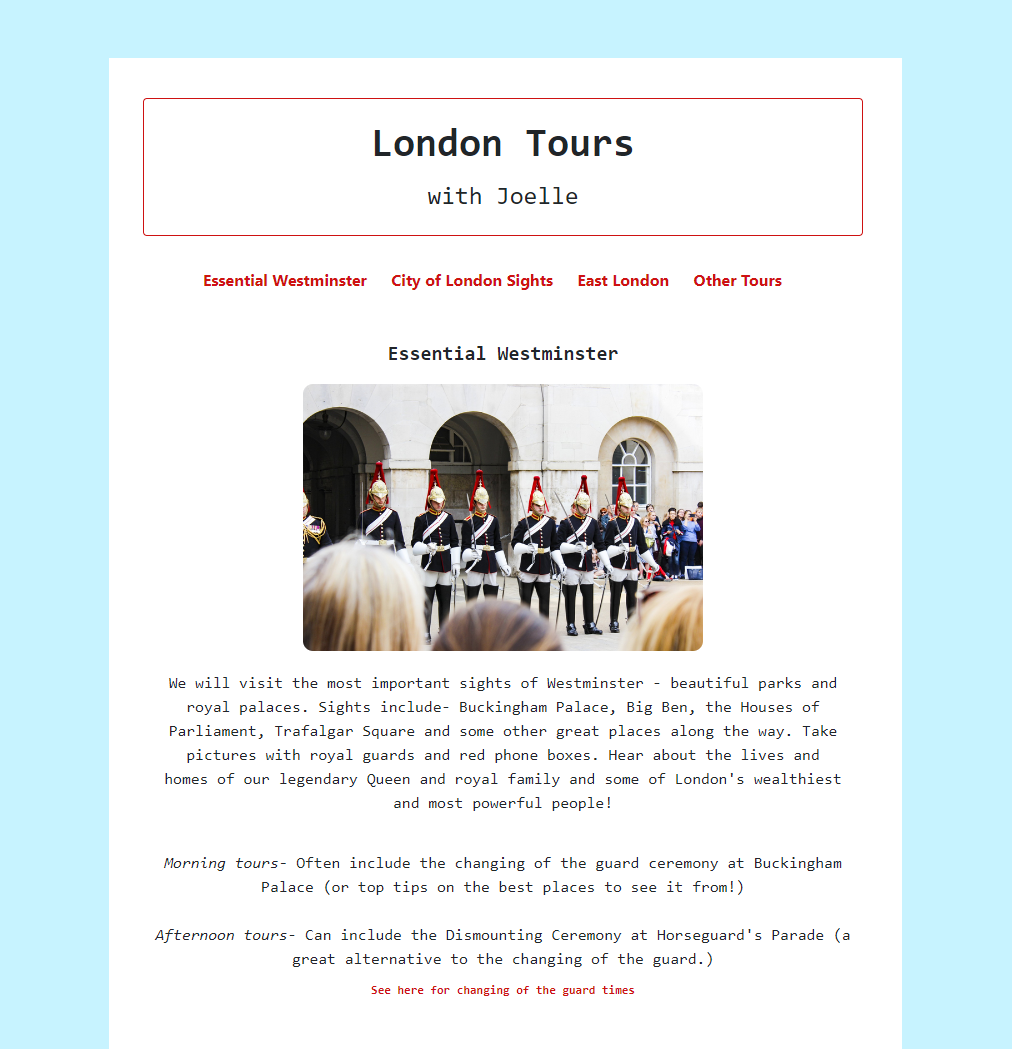 London Tours
with Joelle
Essential Westminster City of London Sights East London Other Tours
Essential Westminster
We will visit the most important sights of Westminster - beautiful parks and
royal palaces. Sights include- Buckingham Palace, Big Ben, the Houses of
Parliament, Trafalgar Square and some other great places along the way. Take
pictures with royal guards and red phone boxes. Hear about the lives and
homes of our legendary Queen and royal family and some of London's wealthiest
and most powerful people!
Morning tours- Often include the changing of the guard ceremony at Buckingham
Palace (or top tips on the best places to see it from!)
Afternoon tours- Can include the Dismounting Ceremony at Horseguard's Parade (a
great alternative to the changing of the guard.)
See here for changing of the guard times